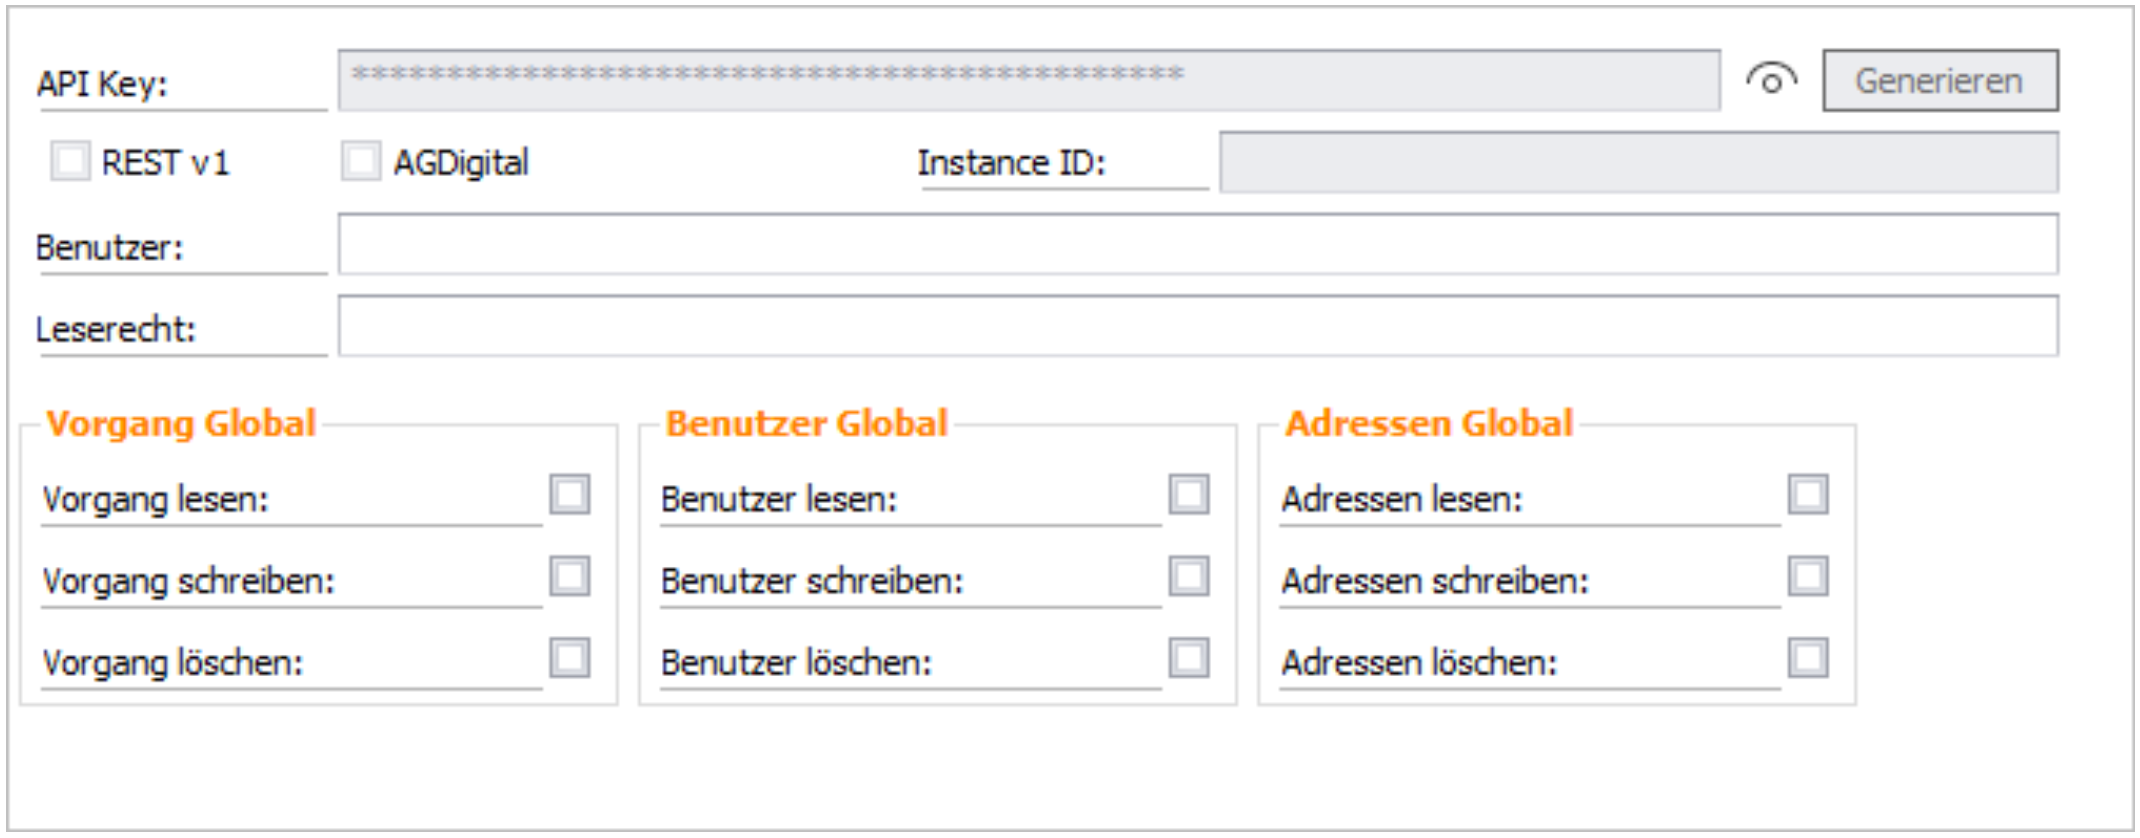 API Key: ******************************************** Generieren
REST v1 AGDigital Instance ID:
Benutzer:
Leserecht:
Vorgang Global Benutzer Global Adressen Global
Vorgang lesen: Benutzer lesen: Adressen lesen:
Vorgang schreiben: Benutzer schreiben: Adressen schreiben:
Vorgang löschen: Benutzer löschen: Adressen löschen: